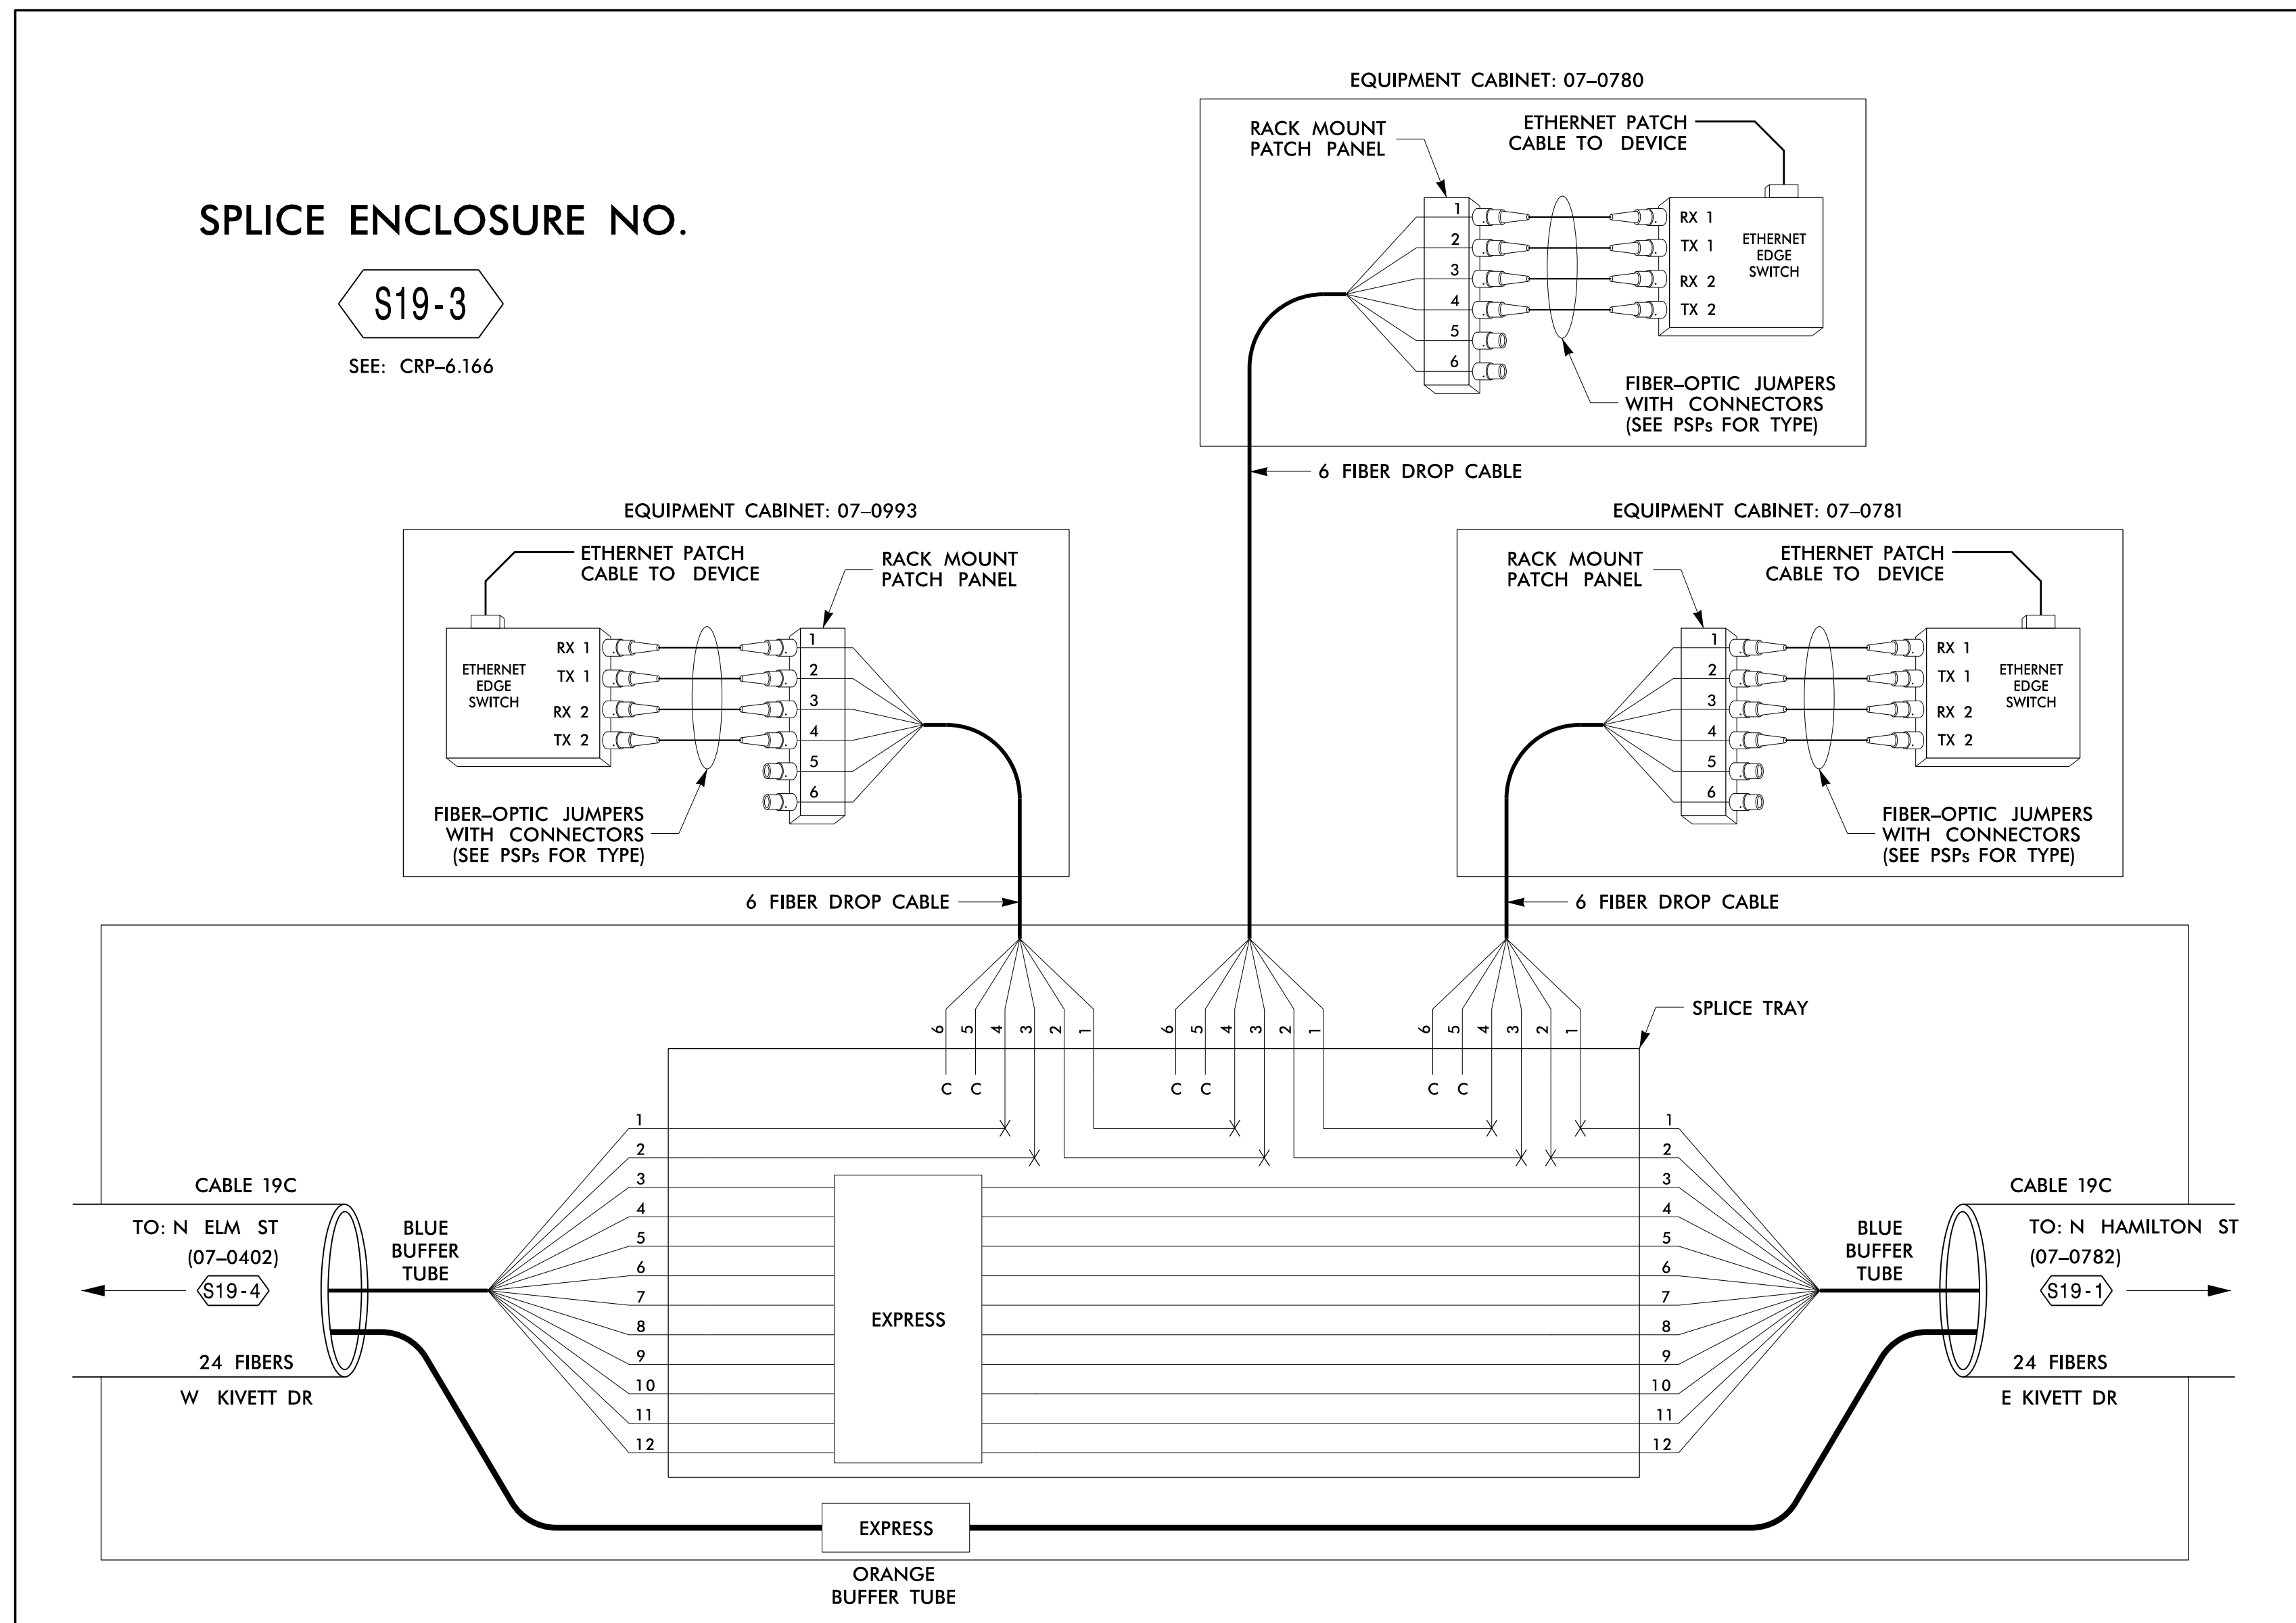 SPLICE ENCLOSURE NO.
S19-3
SEE: CRP–6.166
EQUIPMENT CABINET: 07–0780
RACK MOUNT
PATCH PANEL
ETHERNET PATCH
CABLE TO DEVICE
1
2
3
4
5
6
RX 1
TX 1
RX 2
TX 2
ETHERNET
EDGE
SWITCH
FIBER–OPTIC JUMPERS
WITH CONNECTORS
(SEE PSPs FOR TYPE)
6 FIBER DROP CABLE
EQUIPMENT CABINET: 07–0993
ETHERNET PATCH
CABLE TO DEVICE
RACK MOUNT
PATCH PANEL
ETHERNET
EDGE
SWITCH
RX 1
TX 1
RX 2
TX 2
1
2
3
4
5
6
FIBER–OPTIC JUMPERS
WITH CONNECTORS
(SEE PSPs FOR TYPE)
6 FIBER DROP CABLE
EQUIPMENT CABINET: 07–0781
RACK MOUNT
PATCH PANEL
ETHERNET PATCH
CABLE TO DEVICE
1
2
3
4
5
6
RX 1
TX 1
RX 2
TX 2
ETHERNET
EDGE
SWITCH
FIBER–OPTIC JUMPERS
WITH CONNECTORS
(SEE PSPs FOR TYPE)
6 FIBER DROP CABLE
SPLICE TRAY
6 5 4 3 2 1
6 5 4 3 2 1
6 5 4 3 2 1
C C
C C
C C
CABLE 19C
TO: N ELM ST
(07–0402)
S19-4
24 FIBERS
W KIVETT DR
BLUE
BUFFER
TUBE
1
2
3
4
5
6
7
8
9
10
11
12
EXPRESS
1
2
3
4
5
6
7
8
9
10
11
12
BLUE
BUFFER
TUBE
CABLE 19C
TO: N HAMILTON ST
(07–0782)
S19-1
24 FIBERS
E KIVETT DR
EXPRESS
ORANGE
BUFFER TUBE